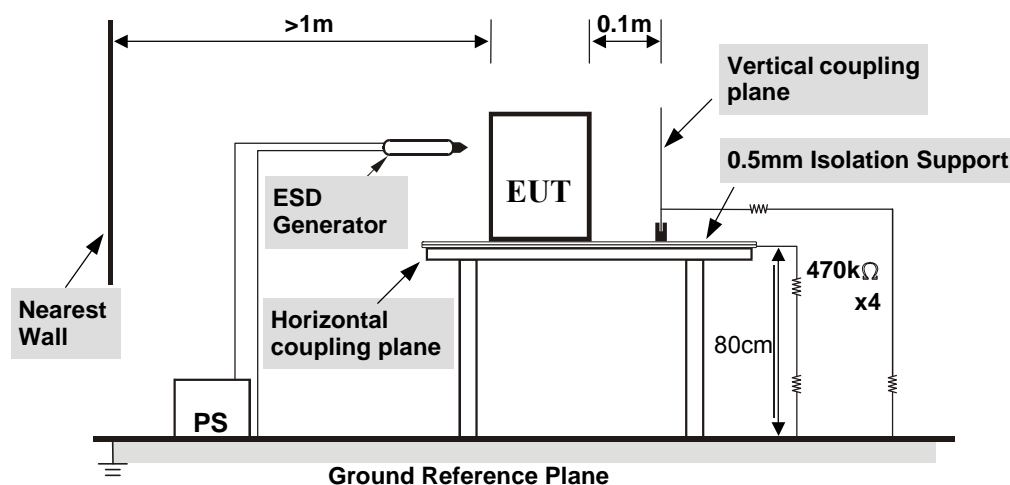 >1m
0.1m
Vertical coupling
plane
0.5mm Isolation Support
ESD
Generator
EUT
Nearest
Wall
Horizontal
coupling plane
470kΩ
x4
80cm
PS
Ground Reference Plane